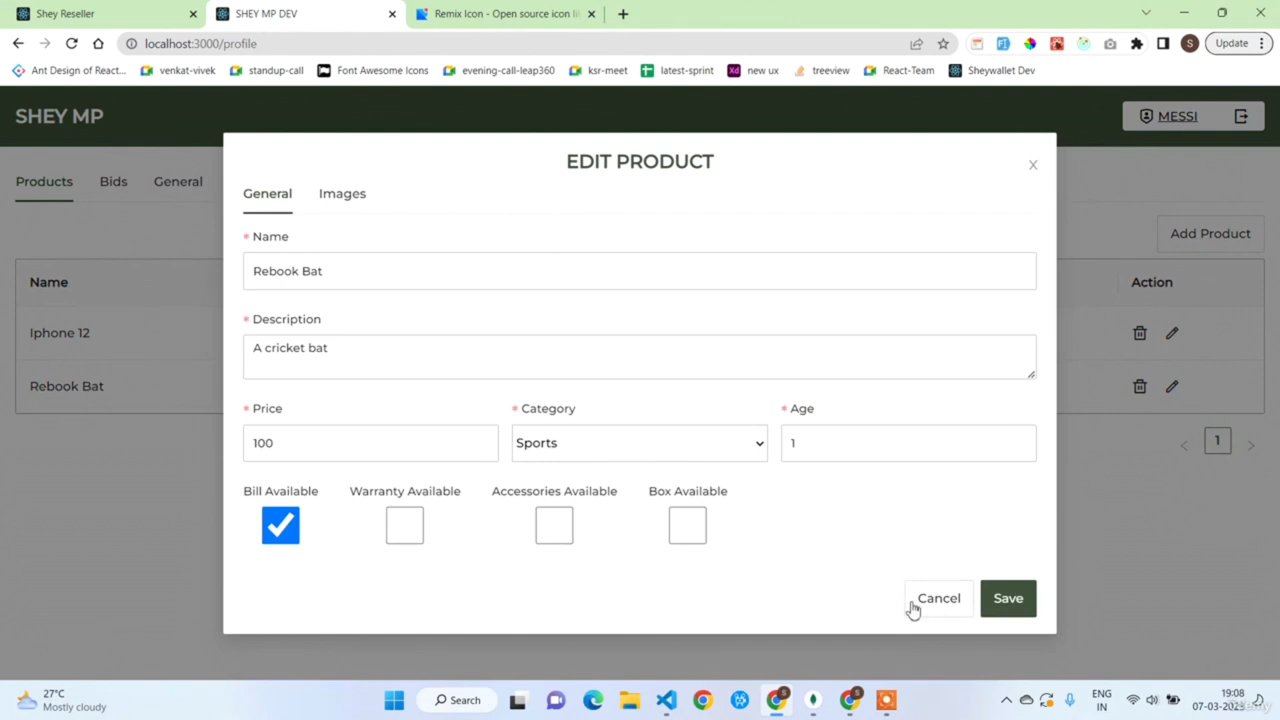 Shey Reseller
SHEY MP DEV
Remix Icon - Open source icon li
localhost:3000/profile
S
Update
Ant Design of React...
venkat-vivek
standup-call
Font Awesome Icons
evening-call-leap360
ksr-meet
latest-sprint
new ux
treeview
React-Team
Sheywallet Dev
SHEY MP
MESSI
Products
Bids
General
Add Product
Name
Action
Iphone 12
Rebook Bat
1
EDIT PRODUCT
X
General
Images
* Name
Rebook Bat
* Description
A cricket bat
* Price
* Category
* Age
100
Sports
1
Bill Available
Warranty Available
Accessories Available
Box Available
Cancel
Save
27°C
Mostly cloudy
Search
ENG
IN
19:08